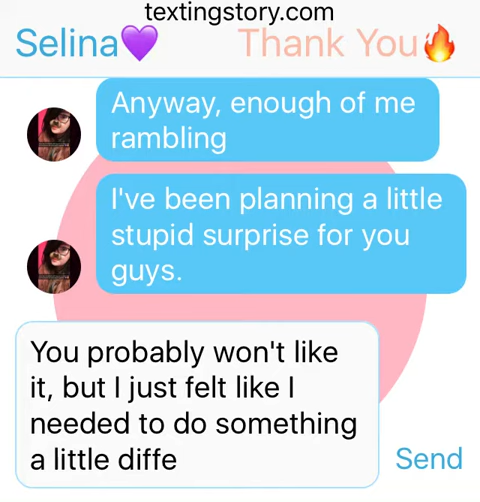 textingstory.com
Selina💜 Thank You🔥
Anyway, enough of me
rambling
I've been planning a little
stupid surprise for you
guys.
You probably won't like
it, but I just felt like I
needed to do something
a little diffe
Send